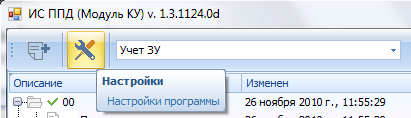 ИС ППД (Модуль КУ) v. 1.3.1124.0d
Учет ЗУ
Настройки
Настройки программы
Описание Изменен
00 26 ноября 2010 г., 11:55:29
26 ноября 2010 г., 11:55:29